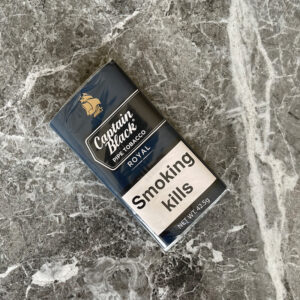 Captain
Black
PIPE TOBACCO
ROYAL
Smoking
kills
NET WT. 42.5g